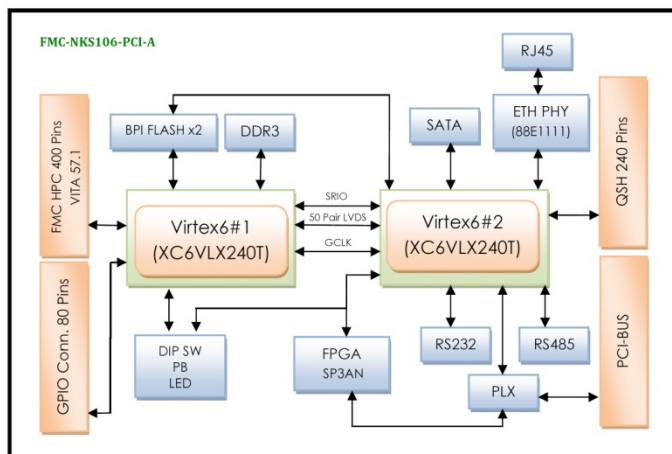 FMC-NKS106-PCI-A
RJ45
BPI FLASH x2
DDR3
SATA
ETH PHY
(88E1111)
FMC HPC 400 Pins
VITA 57.1
QSH 240 Pins
Virtex6#1
(XC6VLX240T)
SRIO
50 Pair LVDS
GCLK
Virtex6#2
(XC6VLX240T)
GPIO Conn. 80 Pins
DIP SW
PB
LED
FPGA
SP3AN
RS232
RS485
PLX
PCI-BUS